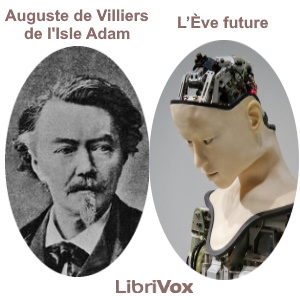 Auguste de Villiers
de l'Isle Adam
L’Ève future
LibriVox